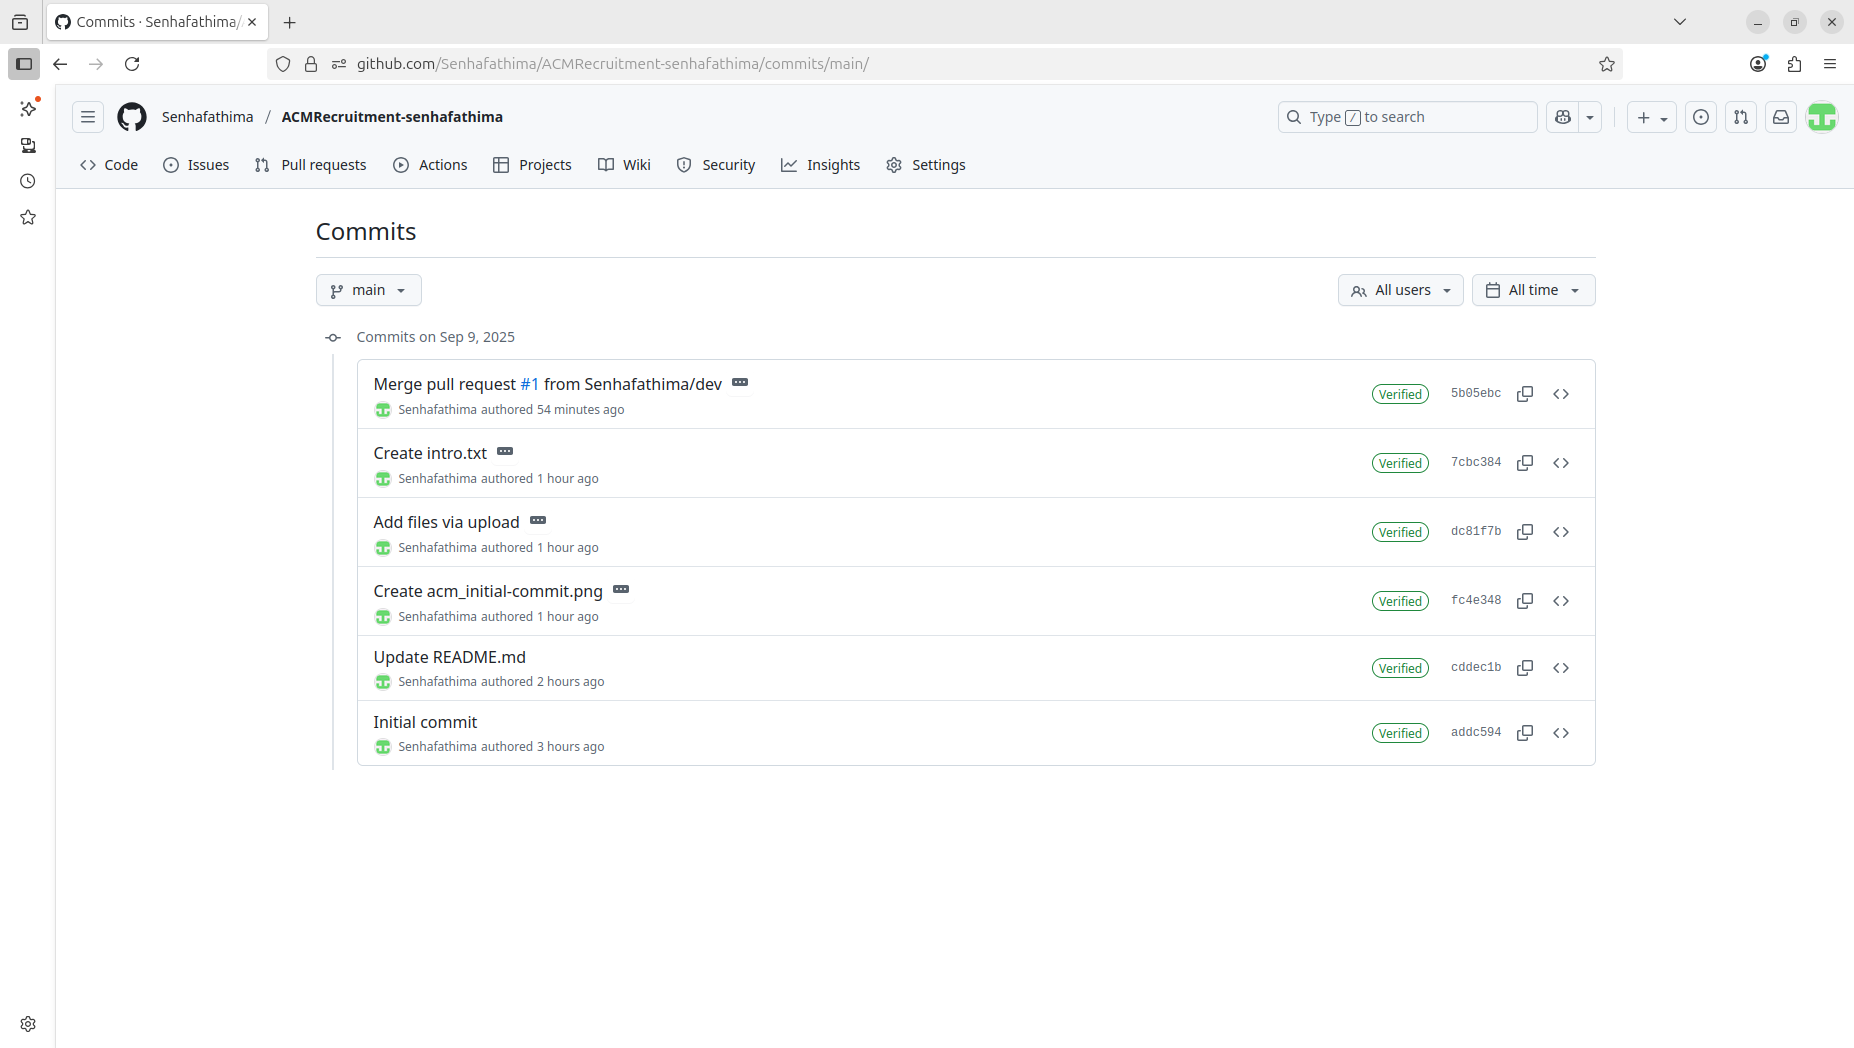 Commits · Senhafathima/
github.com/Senhafathima/ACMRecruitment-senhafathima/commits/main/
Senhafathima / ACMRecruitment-senhafathima
Type / to search
Code Issues Pull requests Actions Projects Wiki Security Insights Settings
Commits
main
All users All time
Commits on Sep 9, 2025
Merge pull request #1 from Senhafathima/dev
Senhafathima authored 54 minutes ago
Verified 5b05ebc
Create intro.txt
Senhafathima authored 1 hour ago
Verified 7cbc384
Add files via upload
Senhafathima authored 1 hour ago
Verified dc81f7b
Create acm_initial-commit.png
Senhafathima authored 1 hour ago
Verified fc4e348
Update README.md
Senhafathima authored 2 hours ago
Verified cddec1b
Initial commit
Senhafathima authored 3 hours ago
Verified addc594